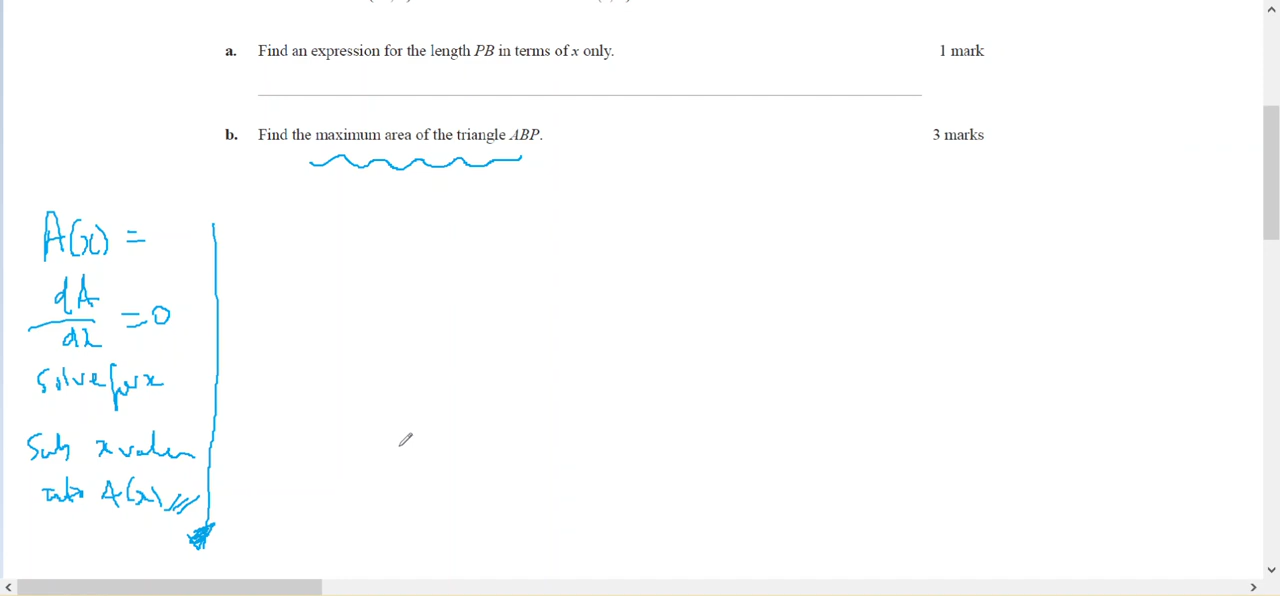 a. Find an expression for the length PB in terms of x only. 1 mark
b. Find the maximum area of the triangle ABP. 3 marks
A(x) =
dA
dx = 0
Solve for x
Sub x value
into A(x)